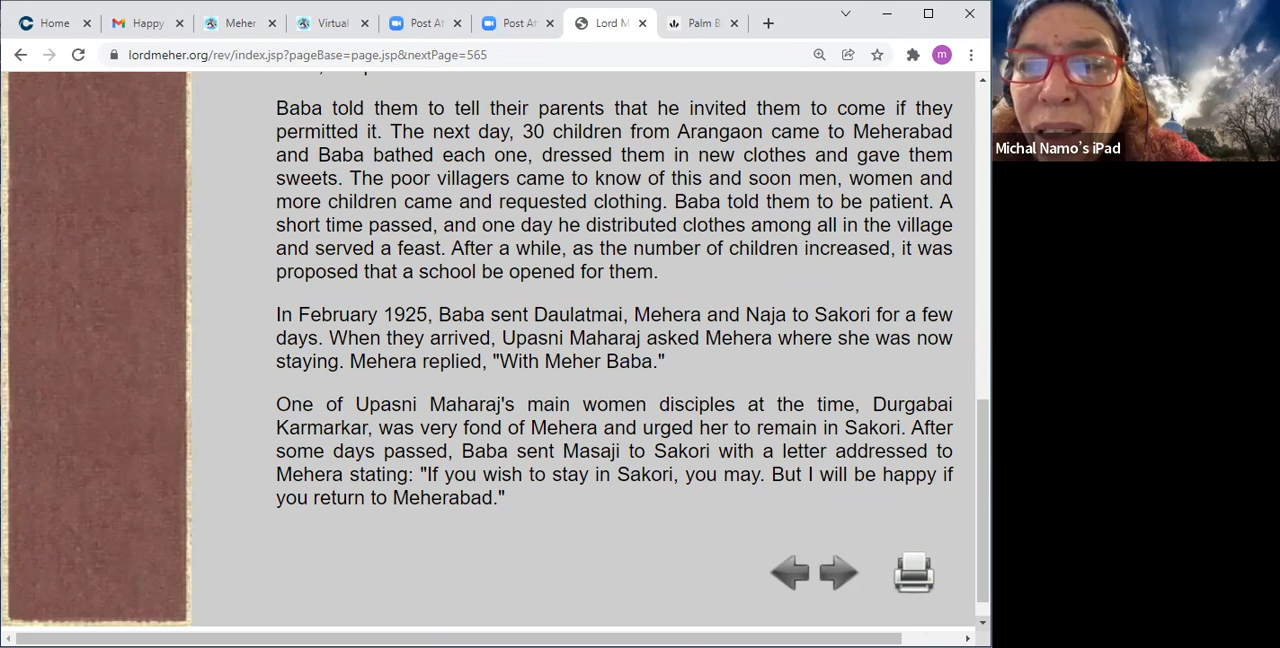 Home
Happy
Meher
Virtual
Post At
Post At
Lord M
Palm B
lordmeher.org/rev/index.jsp?pageBase=page.jsp&nextPage=565
m
Baba told them to tell their parents that he invited them to come if they
permitted it. The next day, 30 children from Arangaon came to Meherabad
and Baba bathed each one, dressed them in new clothes and gave them
sweets. The poor villagers came to know of this and soon men, women and
more children came and requested clothing. Baba told them to be patient. A
short time passed, and one day he distributed clothes among all in the village
and served a feast. After a while, as the number of children increased, it was
proposed that a school be opened for them.
In February 1925, Baba sent Daulatmai, Mehera and Naja to Sakori for a few
days. When they arrived, Upasni Maharaj asked Mehera where she was now
staying. Mehera replied, "With Meher Baba."
One of Upasni Maharaj's main women disciples at the time, Durgabai
Karmarkar, was very fond of Mehera and urged her to remain in Sakori. After
some days passed, Baba sent Masaji to Sakori with a letter addressed to
Mehera stating: "If you wish to stay in Sakori, you may. But I will be happy if
you return to Meherabad."
Michal Namo's iPad